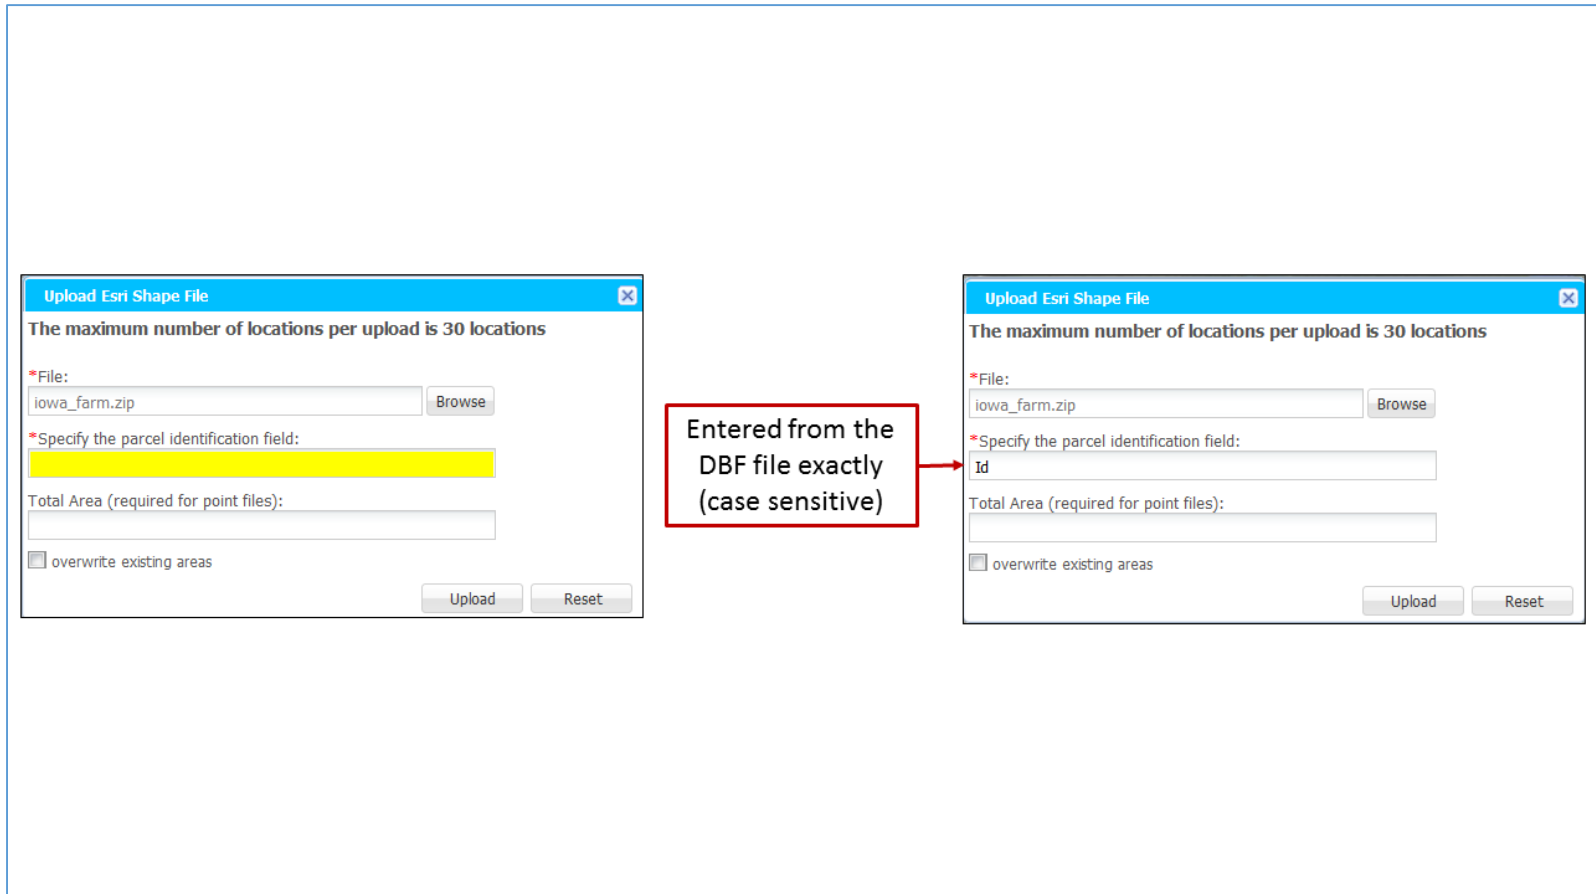 Upload Esri Shape File
The maximum number of locations per upload is 30 locations
*File:
iowa_farm.zip
Browse
*Specify the parcel identification field:
Total Area (required for point files):
overwrite existing areas
Upload
Reset
Entered from the
DBF file exactly
(case sensitive)
Upload Esri Shape File
The maximum number of locations per upload is 30 locations
*File:
iowa_farm.zip
Browse
*Specify the parcel identification field:
Id
Total Area (required for point files):
overwrite existing areas
Upload
Reset